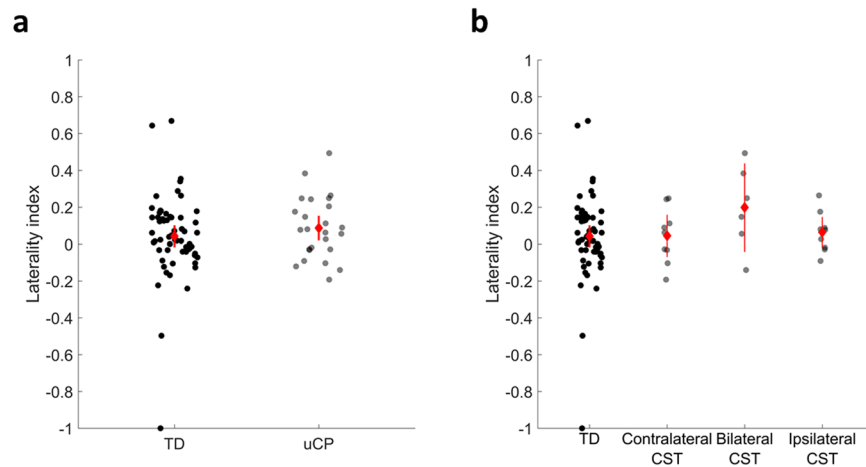 a
1
0.8
0.6
0.4
0.2
0
-0.2
-0.4
-0.6
-0.8
-1
Laterality index
TD
uCP
b
1
0.8
0.6
0.4
0.2
0
-0.2
-0.4
-0.6
-0.8
-1
Laterality index
TD
Contralateral
CST
Bilateral
CST
Ipsilateral
CST